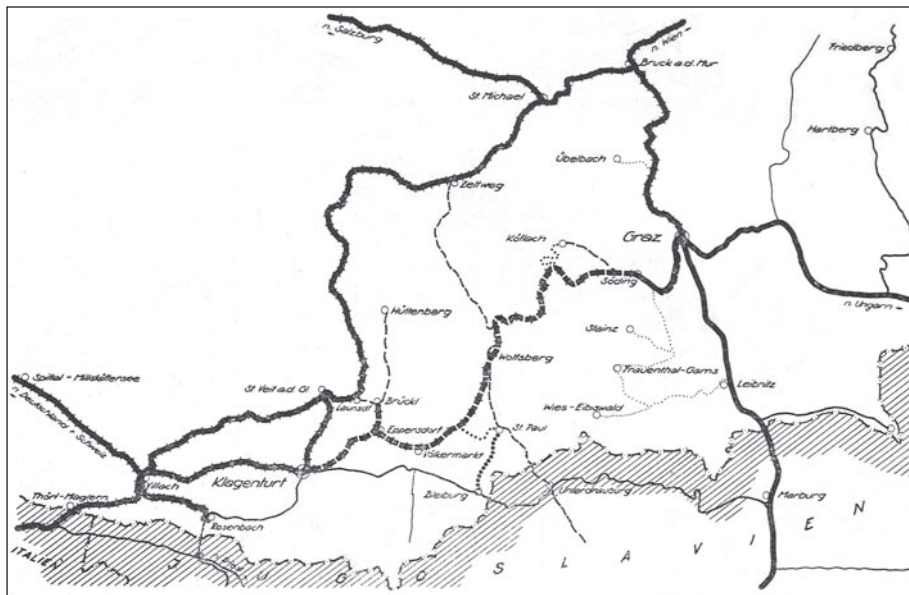 n. Salzburg
n. Wien
Bruck a.d. Mur
Friedberg
St. Michael
Hartberg
Übelbach
Zeltweg
Köflach
Graz
Söding
n. Ungarn
Hüttenberg
Stainz
Wolfsberg
Spittal-Millstättersee
Trauenthal-Gams
Leibnitz
St. Veit a.d. Gl.
Launsdf.
Brückl
Wies-Eibiswald
n. Deutschland u. Schweiz
Eppersdorf
St. Paul
Völkermarkt
Villach
Klagenfurt
Thörl-Maglern
Bleiburg
Unterdrauburg
Marburg
Rosenbach
ITALIEN
J U G O S L A V I E N